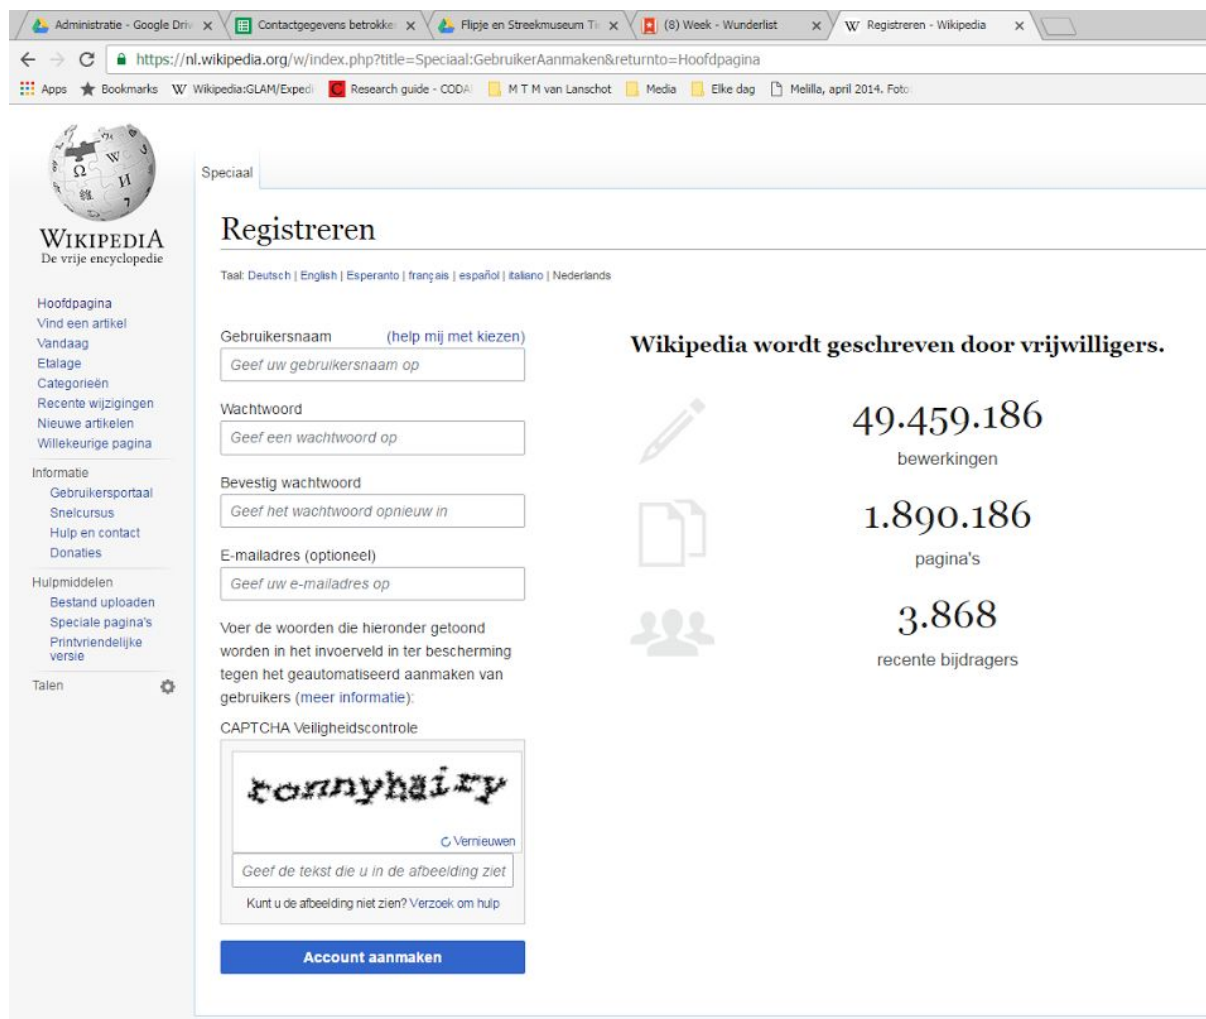 Administratie - Google Driv
Contactgegevens betrokke
Flipje en Streekmuseum Ti
(8) Week - Wunderlist
Registreren - Wikipedia
https://nl.wikipedia.org/w/index.php?title=Speciaal:GebruikerAanmaken&returnto=Hoofdpagina
Apps Bookmarks Wikipedia:GLAM/Expedi Research guide - CODA M T M van Lanschot Media Elke dag Melilla, april 2014. Foto
WIKIPEDIA
De vrije encyclopedie
Hoofdpagina
Vind een artikel
Vandaag
Etalage
Categorieën
Recente wijzigingen
Nieuwe artikelen
Willekeurige pagina
Informatie
Gebruikersportaal
Snelcursus
Hulp en contact
Donaties
Hulpmiddelen
Bestand uploaden
Speciale pagina's
Printvriendelijke
versie
Talen
Speciaal
Registreren
Taal: Deutsch | English | Esperanto | français | español | italiano | Nederlands
Gebruikersnaam (help mij met kiezen)
Geef uw gebruikersnaam op
Wachtwoord
Geef een wachtwoord op
Bevestig wachtwoord
Geef het wachtwoord opnieuw in
E-mailadres (optioneel)
Geef uw e-mailadres op
Voer de woorden die hieronder getoond
worden in het invoerveld in ter bescherming
tegen het geautomatiseerd aanmaken van
gebruikers (meer informatie):
CAPTCHA Veiligheidscontrole
Vernieuwen
Geef de tekst die u in de afbeelding ziet
Kunt u de afbeelding niet zien? Verzoek om hulp
Account aanmaken
Wikipedia wordt geschreven door vrijwilligers.
49.459.186
bewerkingen
1.890.186
pagina's
3.868
recente bijdragers